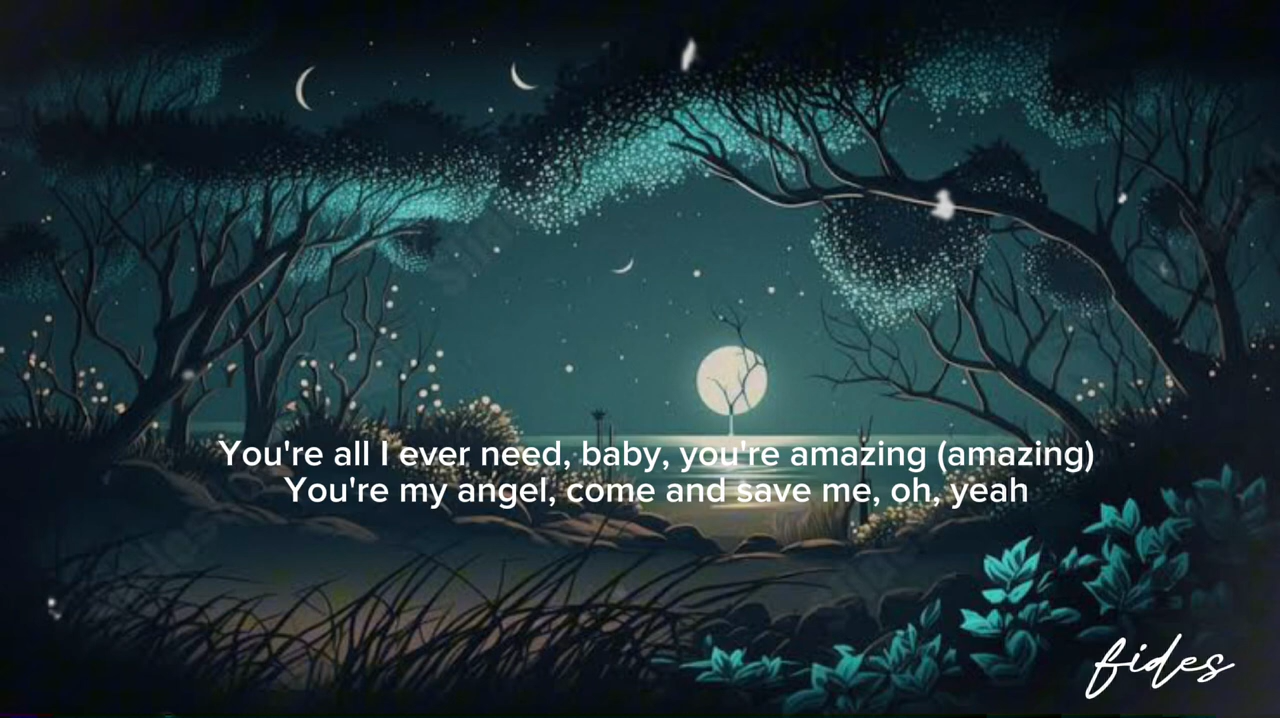 You're all I ever need, baby, you're amazing (amazing)
You're my angel, come and save me, oh, yeah
fides